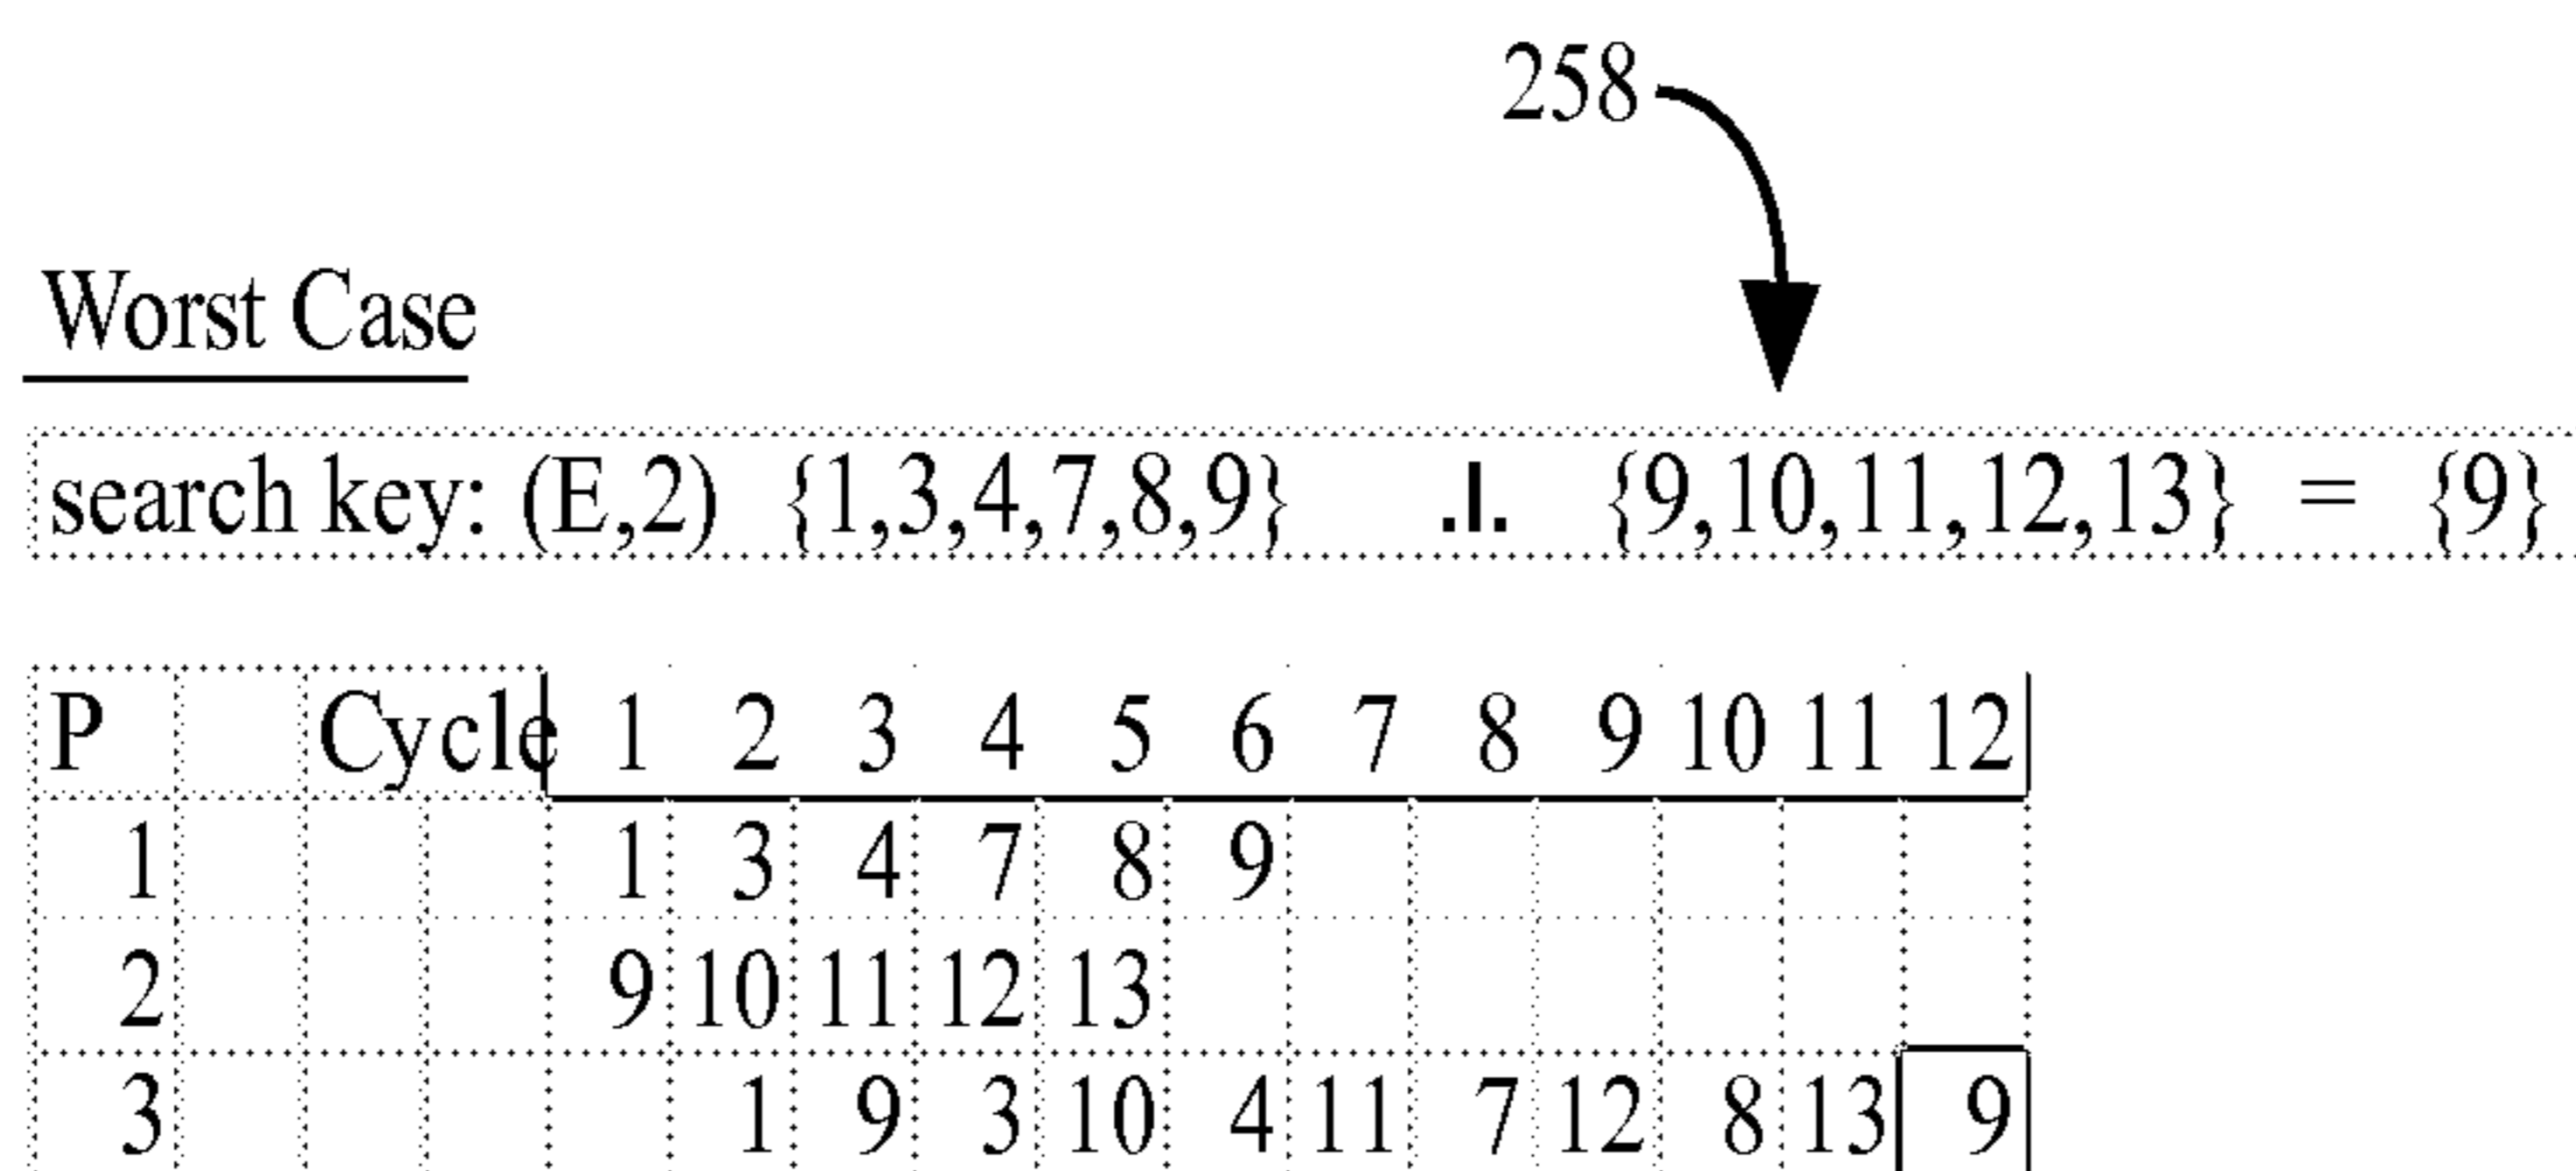 258
Worst Case
search key: (E,2) {1,3,4,7,8,9} .I. {9,10,11,12,13} = {9}
P Cycle 1 2 3 4 5 6 7 8 9 10 11 12
1 1 3 4 7 8 9
2 9 10 11 12 13
3 1 9 3 10 4 11 7 12 8 13 9